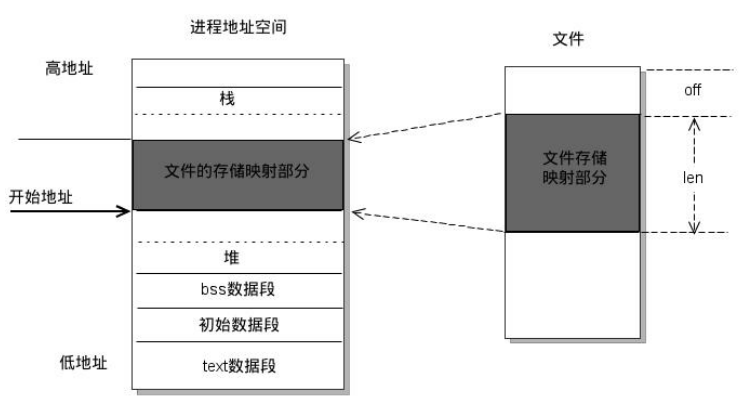 进程地址空间
文件
高地址
栈
off
文件的存储映射部分
文件存储
映射部分
len
开始地址
堆
bss数据段
初始数据段
低地址
text数据段